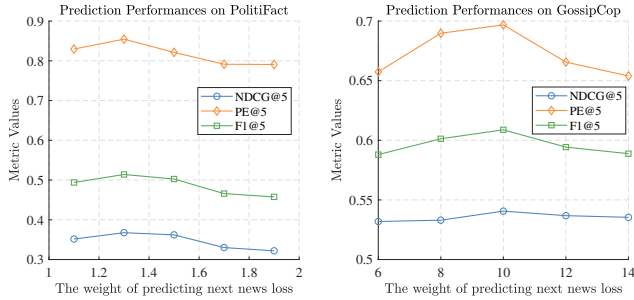 Prediction Performances on PolitiFact
0.9
0.8
0.7
0.6
0.5
0.4
0.3
Metric Values
NDCG@5
PE@5
F1@5
1 1.2 1.4 1.6 1.8 2
The weight of predicting next news loss
Prediction Performances on GossipCop
0.7
0.65
0.6
0.55
0.5
Metric Values
NDCG@5
PE@5
F1@5
6 8 10 12 14
The weight of predicting next news loss